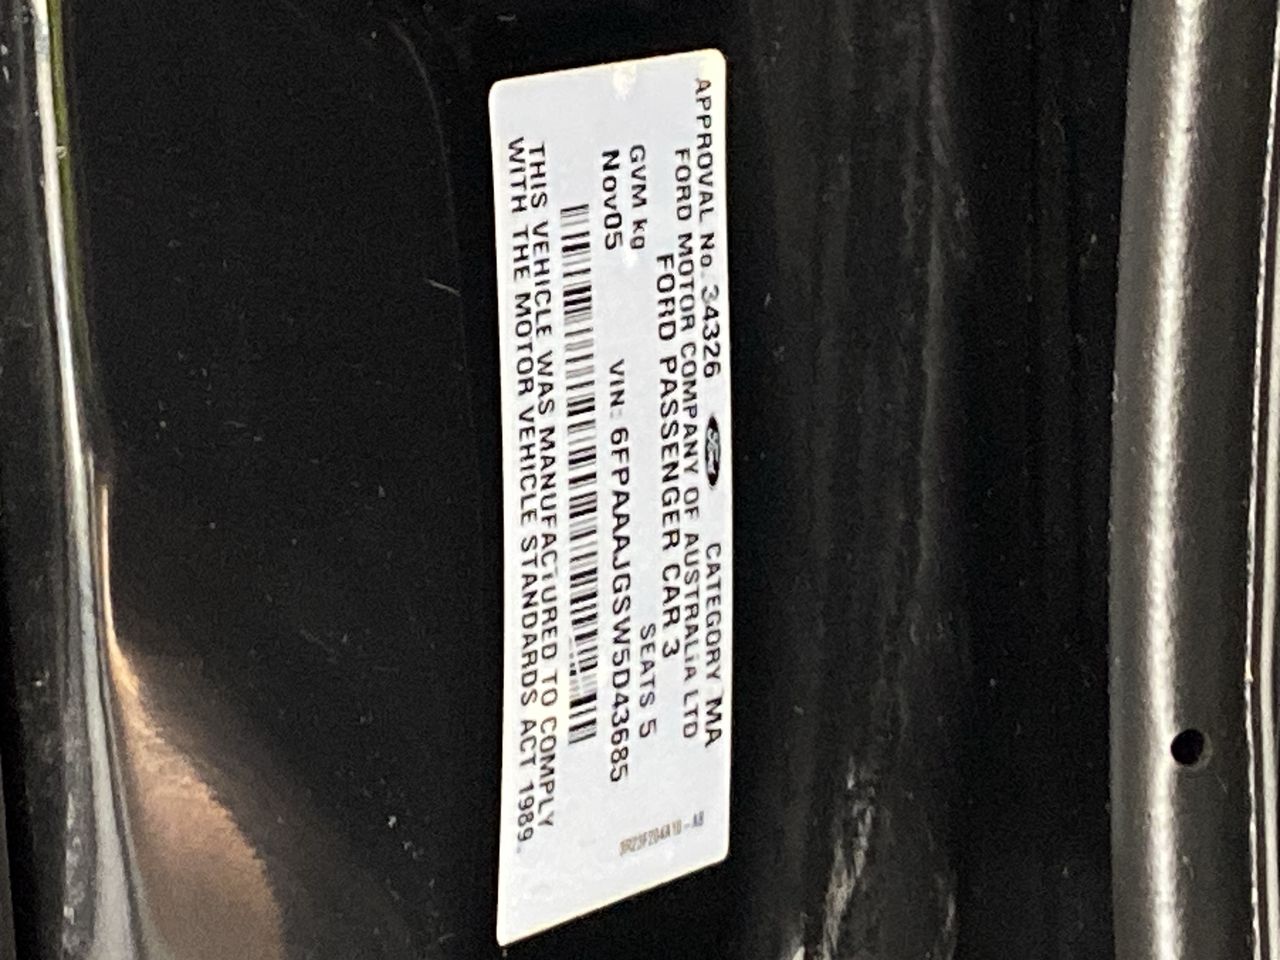 APPROVAL No. 34326 Ford CATEGORY MA
FORD MOTOR COMPANY OF AUSTRALIA LTD
FORD PASSENGER CAR 3
GVM kg SEATS 5
Nov05 VIN: 6FPAAAJGSW5D43685
THIS VEHICLE WAS MANUFACTURED TO COMPLY
WITH THE MOTOR VEHICLE STANDARDS ACT 1989.